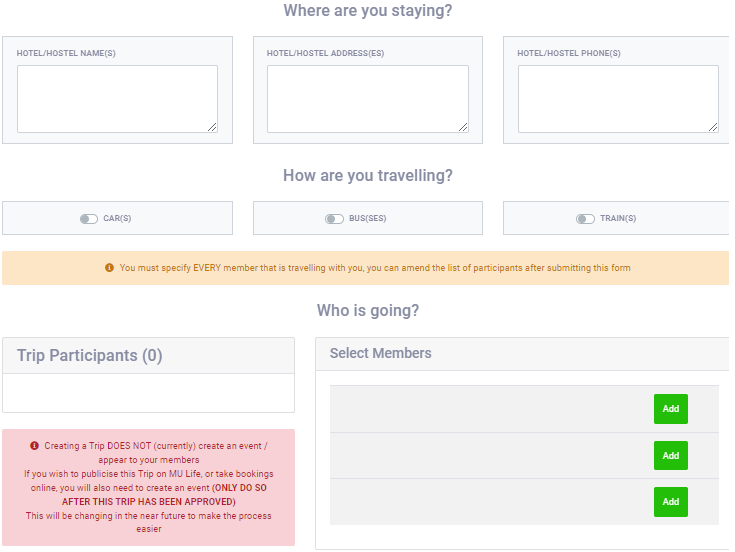 Where are you staying?
HOTEL/HOSTEL NAME(S)
HOTEL/HOSTEL ADDRESS(ES)
HOTEL/HOSTEL PHONE(S)
How are you travelling?
CAR(S)
BUS(SES)
TRAIN(S)
You must specify EVERY member that is travelling with you, you can amend the list of participants after submitting this form
Who is going?
Trip Participants (0)
Creating a Trip DOES NOT (currently) create an event /
appear to your members
If you wish to publicise this Trip on MU Life, or take bookings
online, you will also need to create an event (ONLY DO SO
AFTER THIS TRIP HAS BEEN APPROVED)
This will be changing in the near future to make the process
easier
Select Members
Add
Add
Add